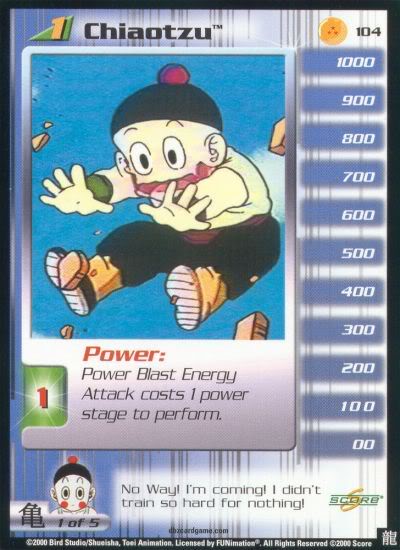 1 Chiaotzu™ 104
1000
900
800
700
600
500
400
300
200
100
00
Power:
Power Blast Energy
Attack costs 1 power
stage to perform.
1
No Way! I'm coming! I didn't
train so hard for nothing!
SCORE
亀 1 of 5
龍
dbzcardgame.com
©2000 Bird Studio/Shueisha, Toei Animation. Licensed by FUNimation®. All Rights Reserved ©2000 Score